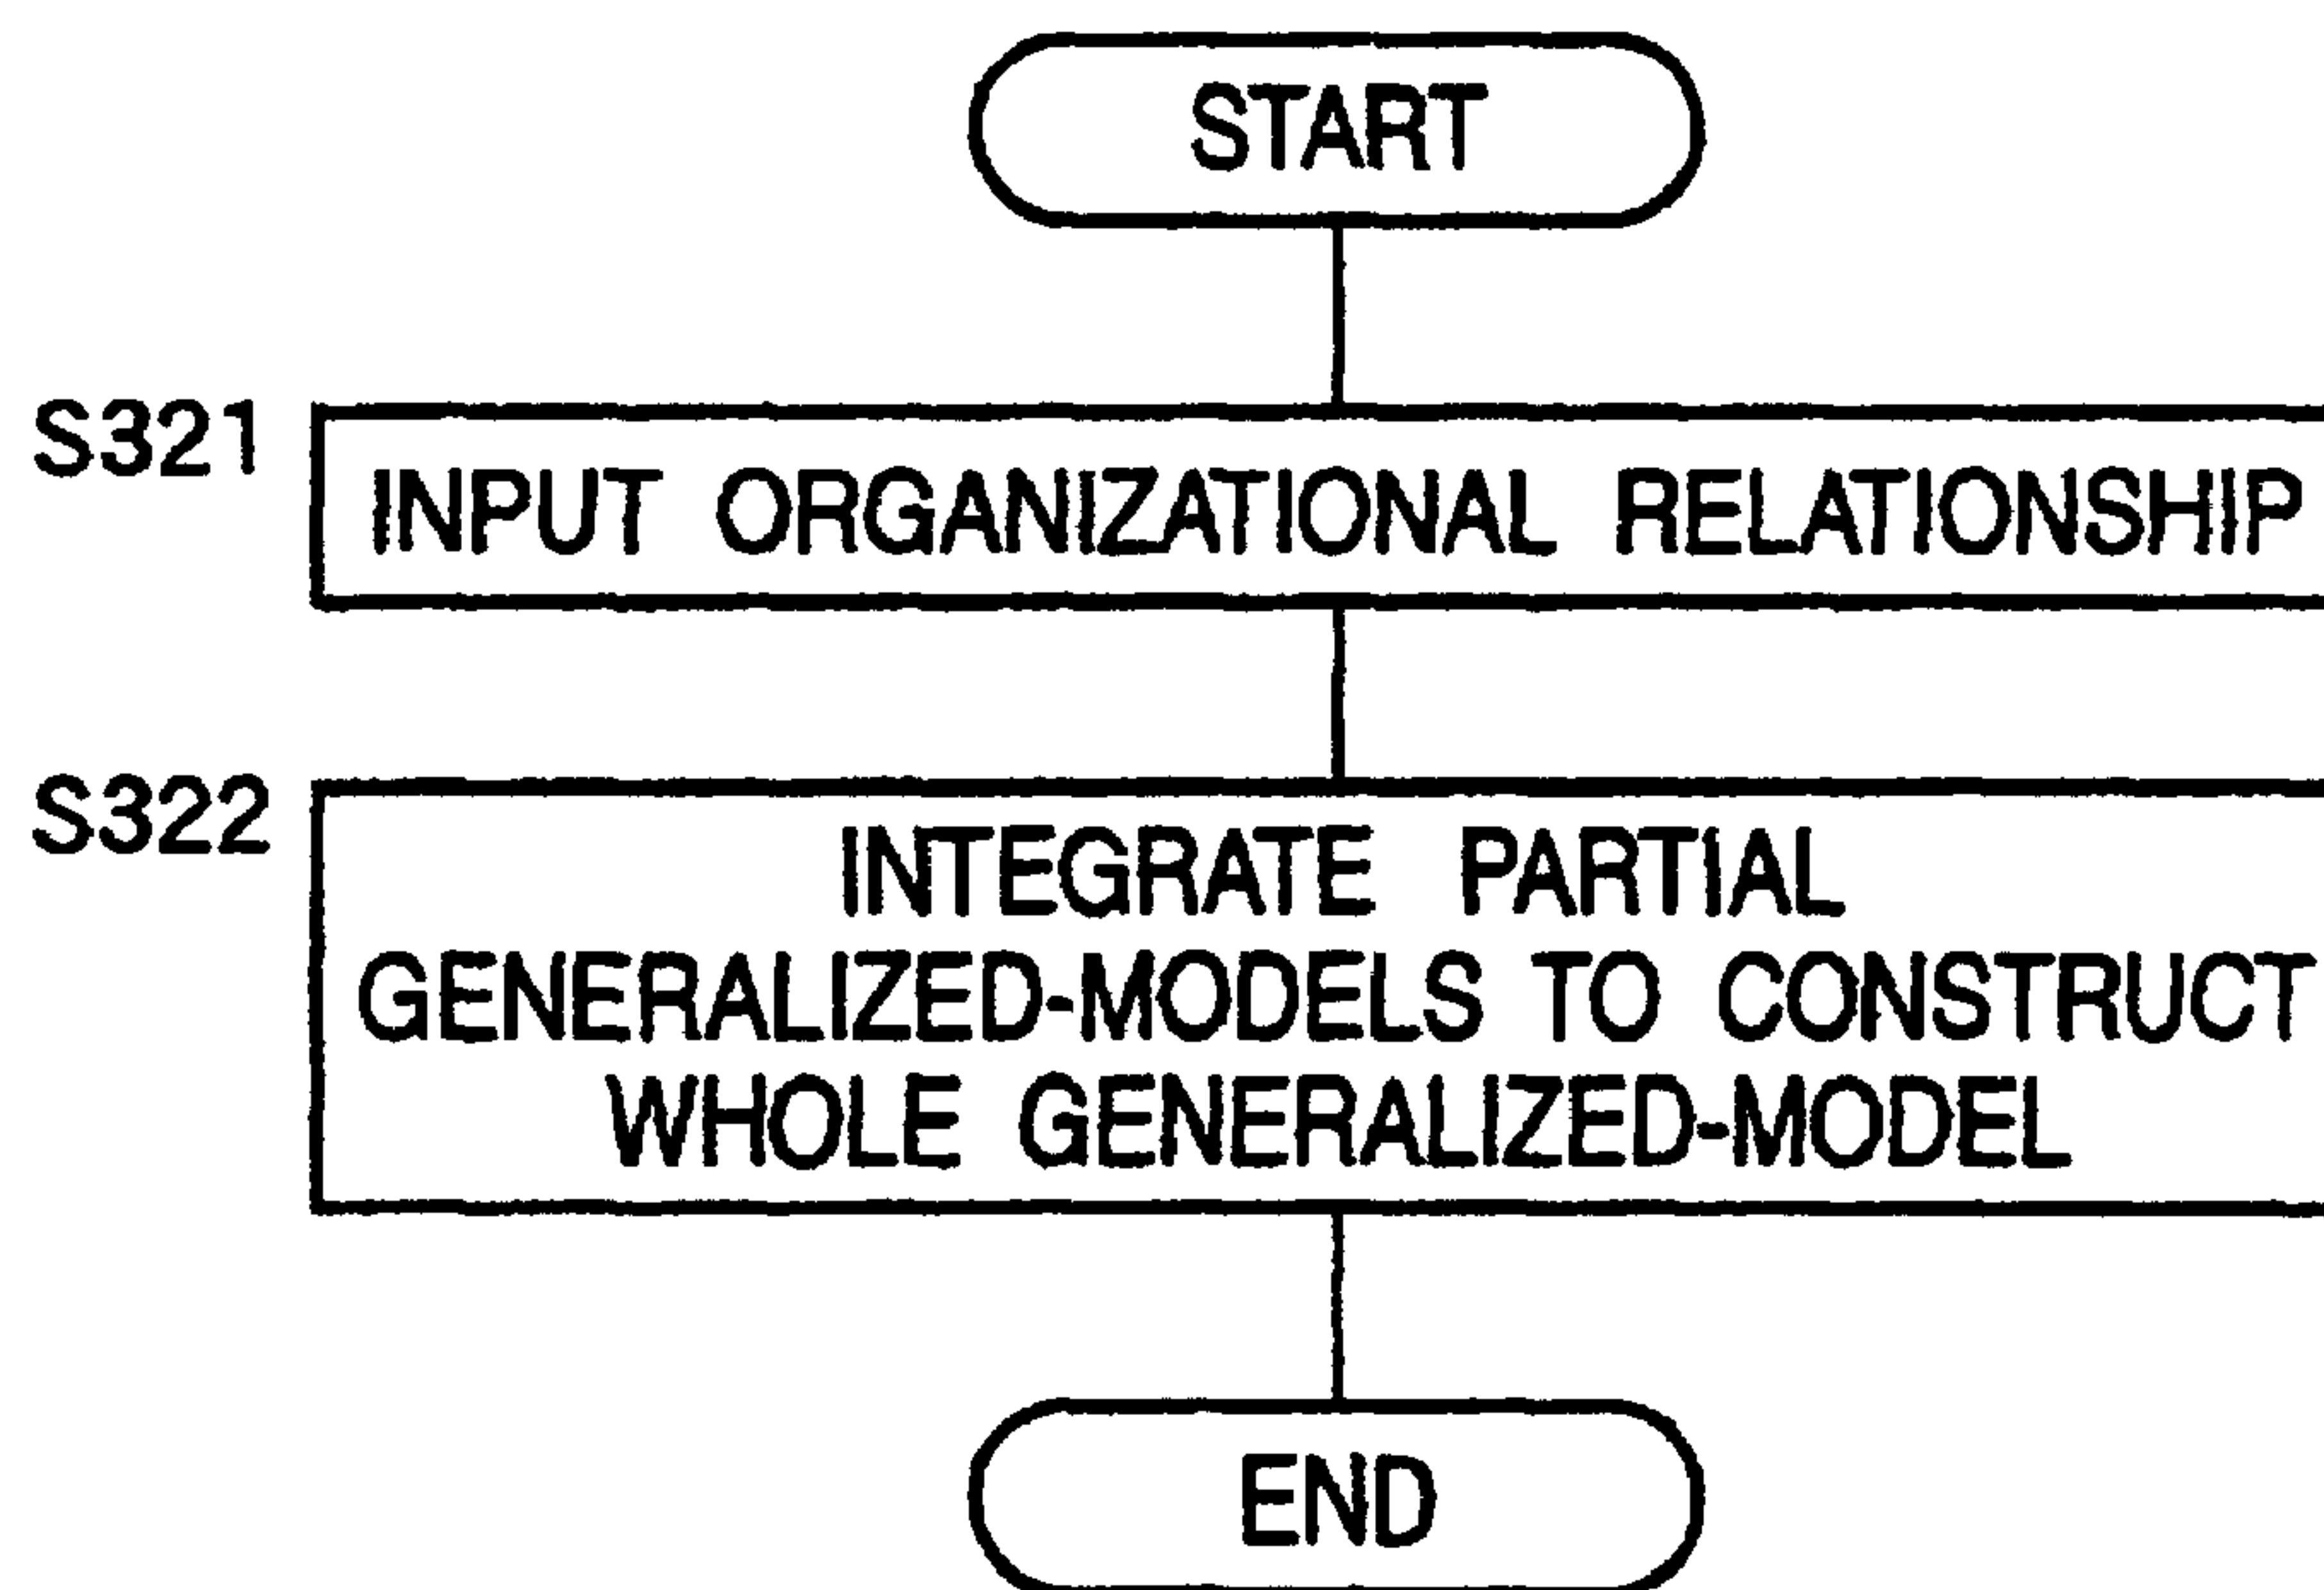 START
S321
INPUT ORGANIZATIONAL RELATIONSHIP
S322
INTEGRATE PARTIAL
GENERALIZED-MODELS TO CONSTRUCT
WHOLE GENERALIZED-MODEL
END